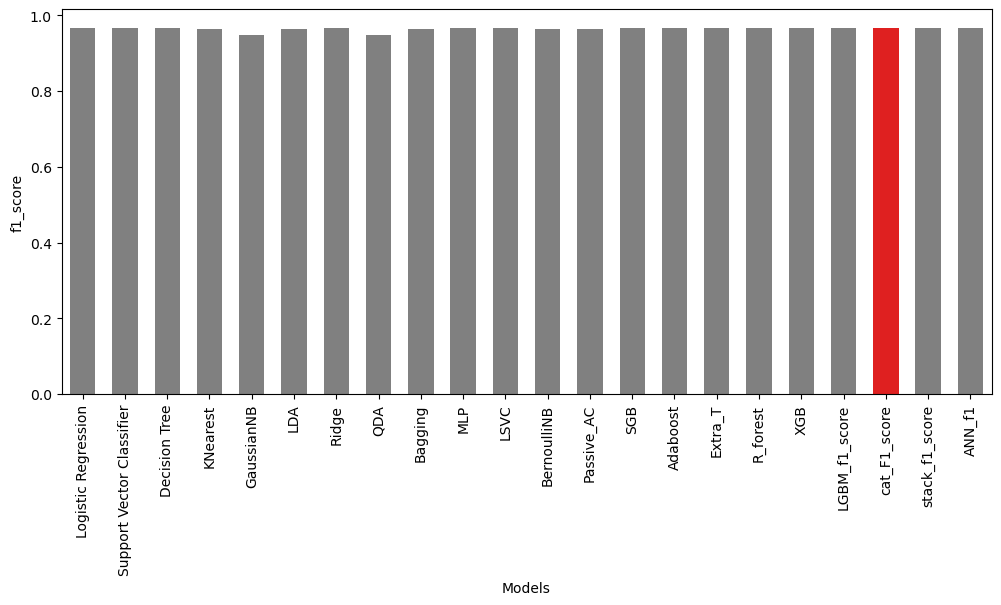 1.0
0.8
0.6
0.4
0.2
0.0
f1_score
Logistic Regression
Support Vector Classifier
Decision Tree
KNearest
GaussianNB
LDA
Ridge
QDA
Bagging
MLP
LSVC
BernoulliNB
Passive_AC
SGB
Adaboost
Extra_T
R_forest
XGB
LGBM_f1_score
cat_F1_score
stack_f1_score
ANN_f1
Models